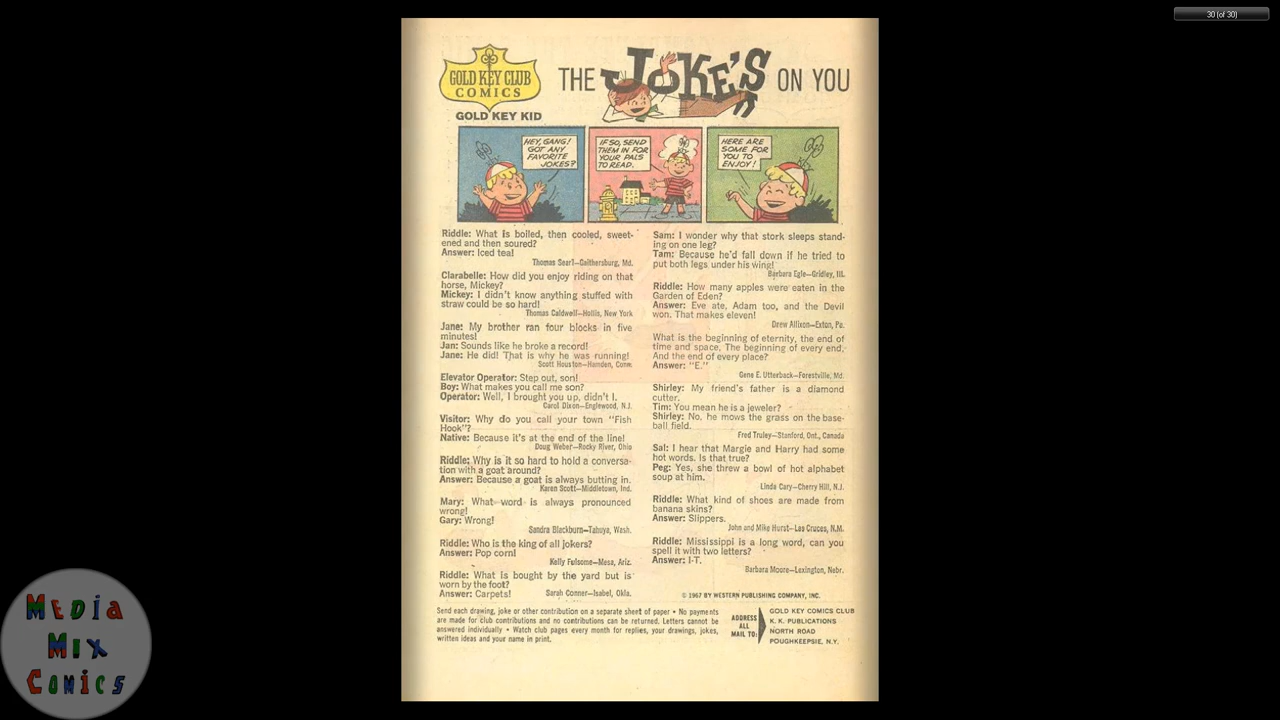 30 (of 30)
GOLD KEY CLUB
COMICS
THE JOKE'S ON YOU
GOLD KEY KID
HEY, GANG!
GOT ANY
FAVORITE
JOKES?
IF SO, SEND
THEM IN FOR
YOUR PALS
TO READ.
HERE ARE
SOME FOR
YOU TO
ENJOY!
Riddle: What is boiled, then cooled, sweet-
ened and then soured?
Answer: Iced tea!
Thomas Searl—Gaithersburg, Md.
Clarabelle: How did you enjoy riding on that
horse, Mickey?
Mickey: I didn't know anything stuffed with
straw could be so hard!
Thomas Caldwell—Hollis, New York
Jane: My brother ran four blocks in five
minutes!
Jan: Sounds like he broke a record!
Jane: He did! That is why he was running!
Scott Houston—Hamden, Conn.
Elevator Operator: Step out, son!
Boy: What makes you call me son?
Operator: Well, I brought you up, didn't I.
Carol Dixon—Englewood, N.J.
Visitor: Why do you call your town "Fish
Hook"?
Native: Because it's at the end of the line!
Doug Weber—Rocky River, Ohio
Riddle: Why is it so hard to hold a conversa-
tion with a goat around?
Answer: Because a goat is always butting in.
Karen Scott—Middletown, Ind.
Mary: What word is always pronounced
wrong!
Gary: Wrong!
Sandra Blackburn—Tahuya, Wash.
Riddle: Who is the king of all jokers?
Answer: Pop corn!
Kelly Fulsome—Mesa, Ariz.
Riddle: What is bought by the yard but is
worn by the foot?
Answer: Carpets!
Sarah Conner—Isabel, Okla.
Sam: I wonder why that stork sleeps stand-
ing on one leg?
Tam: Because he'd fall down if he tried to
put both legs under his wing!
Barbara Egle—Gridley, Ill.
Riddle: How many apples were eaten in the
Garden of Eden?
Answer: Eve ate, Adam too, and the Devil
won. That makes eleven!
Drew Allixon—Exton, Pa.
What is the beginning of eternity, the end of
time and space, The beginning of every end,
And the end of every place?
Answer: "E."
Gene E. Utterback—Forestville, Md.
Shirley: My friend's father is a diamond
cutter.
Tim: You mean he is a jeweler?
Shirley: No, he mows the grass on the base-
ball field.
Fred Truley—Stanford, Ont., Canada
Sal: I hear that Margie and Harry had some
hot words. Is that true?
Peg: Yes, she threw a bowl of hot alphabet
soup at him.
Linda Cary—Cherry Hill, N.J.
Riddle: What kind of shoes are made from
banana skins?
Answer: Slippers.
John and Mike Hurst—Las Cruces, N.M.
Riddle: Mississippi is a long word, can you
spell it with two letters?
Answer: I-T.
Barbara Moore—Lexington, Nebr.
© 1967 BY WESTERN PUBLISHING COMPANY, INC.
Send each drawing, joke or other contribution on a separate sheet of paper • No payments
are made for club contributions and no contributions can be returned. Letters cannot be
answered individually • Watch club pages every month for replies, your drawings, jokes,
written ideas and your name in print.
ADDRESS
ALL
MAIL TO:
GOLD KEY COMICS CLUB
K. K. PUBLICATIONS
NORTH ROAD
POUGHKEEPSIE, N.Y.
MEDIA
MIX
COMICS